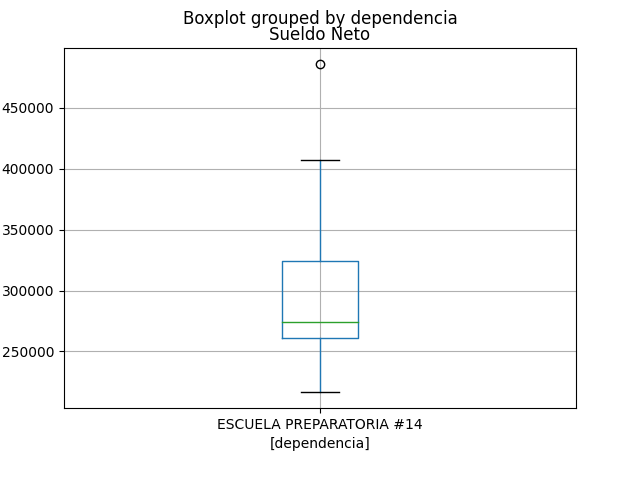 Boxplot grouped by dependencia
Sueldo Neto
450000
400000
350000
300000
250000
ESCUELA PREPARATORIA #14
[dependencia]